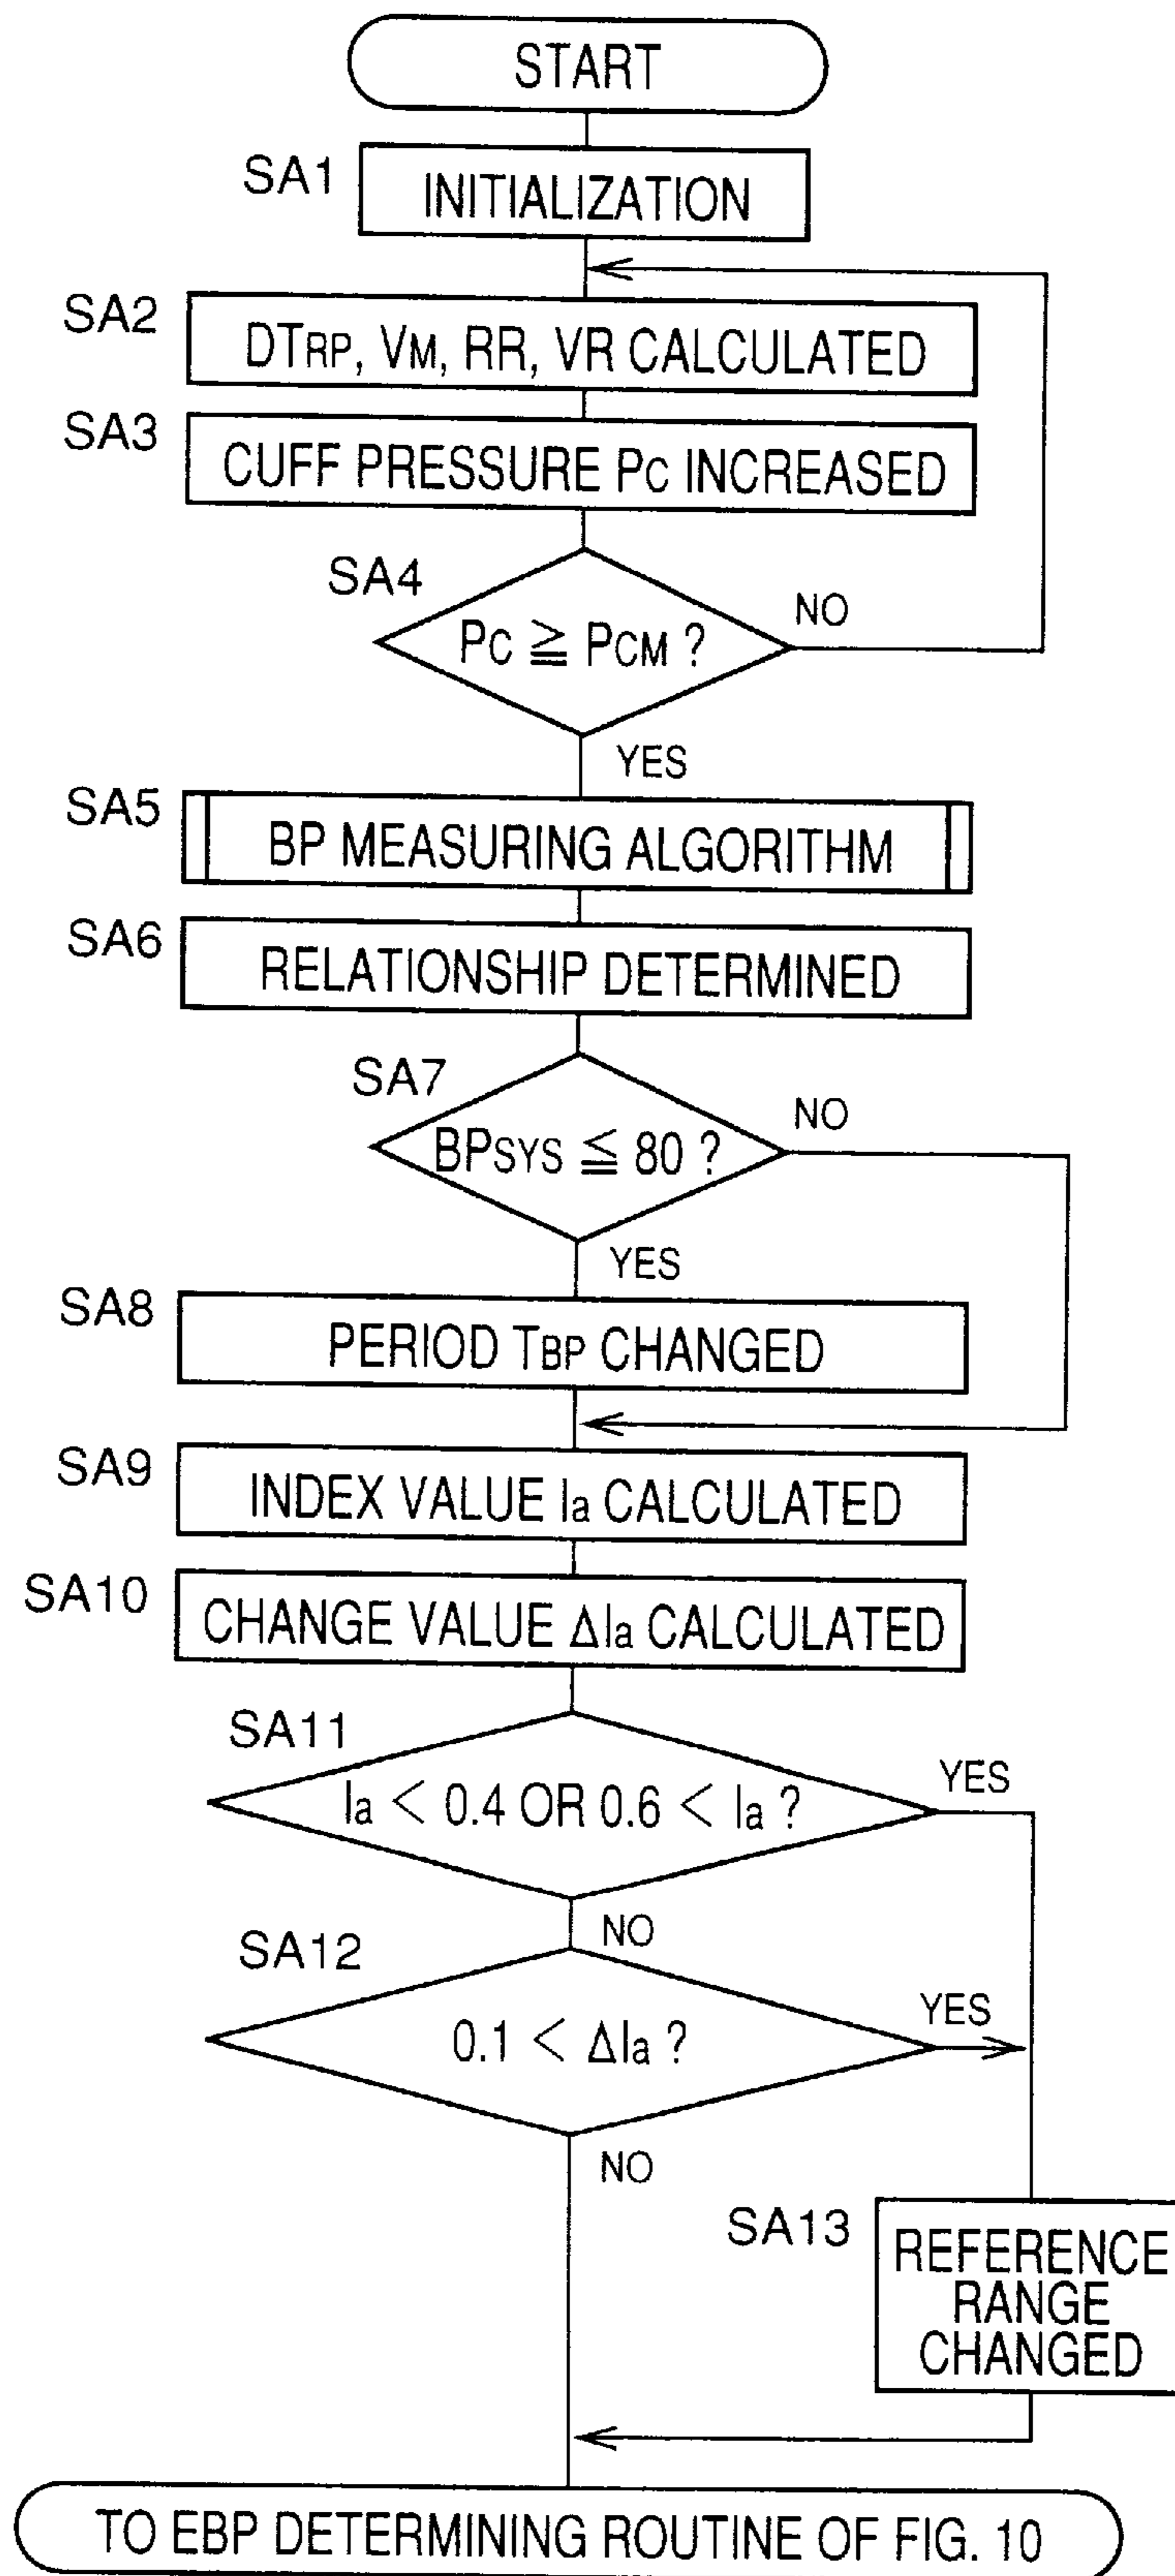 START
SA1
INITIALIZATION
SA2
DTRP, VM, RR, VR CALCULATED
SA3
CUFF PRESSURE PC INCREASED
SA4
PC ≧ PCM ?
NO
YES
SA5
BP MEASURING ALGORITHM
SA6
RELATIONSHIP DETERMINED
SA7
BPSYS ≦ 80 ?
NO
YES
SA8
PERIOD TBP CHANGED
SA9
INDEX VALUE Ia CALCULATED
SA10
CHANGE VALUE ΔIa CALCULATED
SA11
Ia < 0.4 OR 0.6 < Ia ?
YES
NO
SA12
0.1 < ΔIa ?
YES
NO
SA13
REFERENCE
RANGE
CHANGED
TO EBP DETERMINING ROUTINE OF FIG. 10